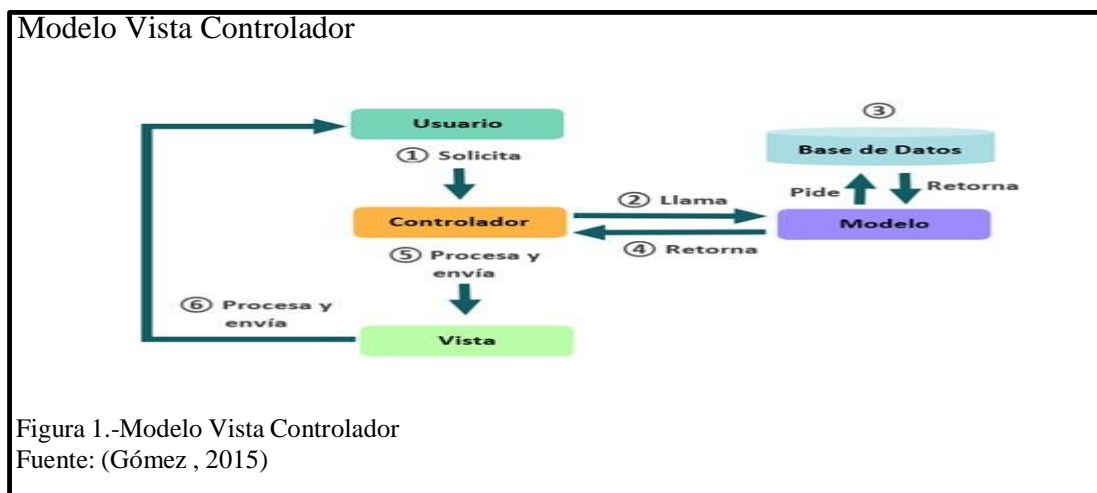 Modelo Vista Controlador
Usuario
① Solicita
Controlador
② Llama
④ Retorna
③
Base de Datos
Pide
Retorna
Modelo
⑤ Procesa y
envía
Vista
⑥ Procesa y
envía
Figura 1.-Modelo Vista Controlador
Fuente: (Gómez , 2015)